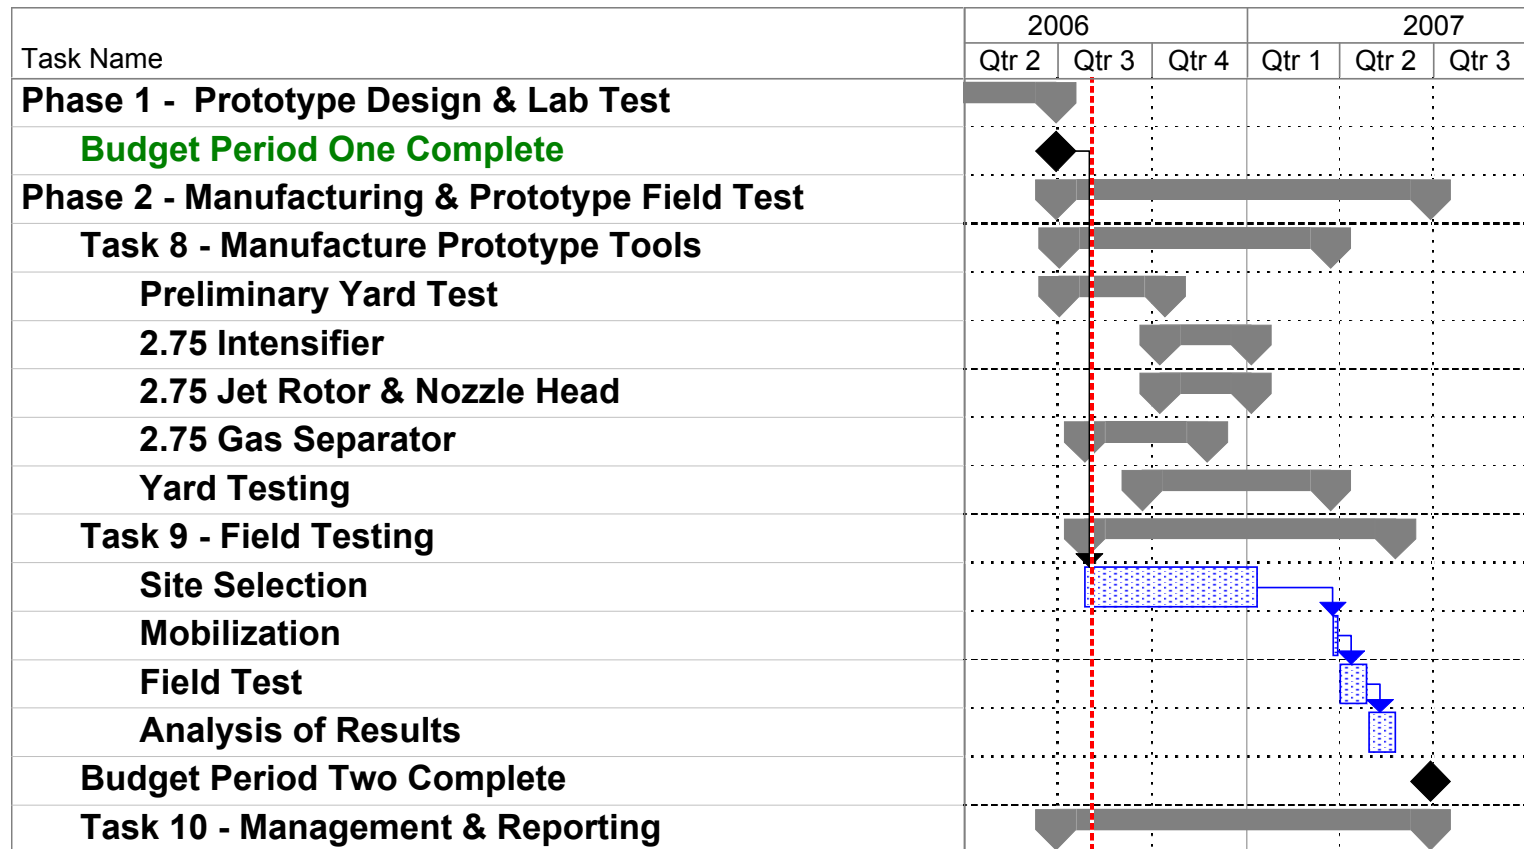 2006 2007
Task Name Qtr 2 Qtr 3 Qtr 4 Qtr 1 Qtr 2 Qtr 3
Phase 1 - Prototype Design & Lab Test
Budget Period One Complete
Phase 2 - Manufacturing & Prototype Field Test
Task 8 - Manufacture Prototype Tools
Preliminary Yard Test
2.75 Intensifier
2.75 Jet Rotor & Nozzle Head
2.75 Gas Separator
Yard Testing
Task 9 - Field Testing
Site Selection
Mobilization
Field Test
Analysis of Results
Budget Period Two Complete
Task 10 - Management & Reporting